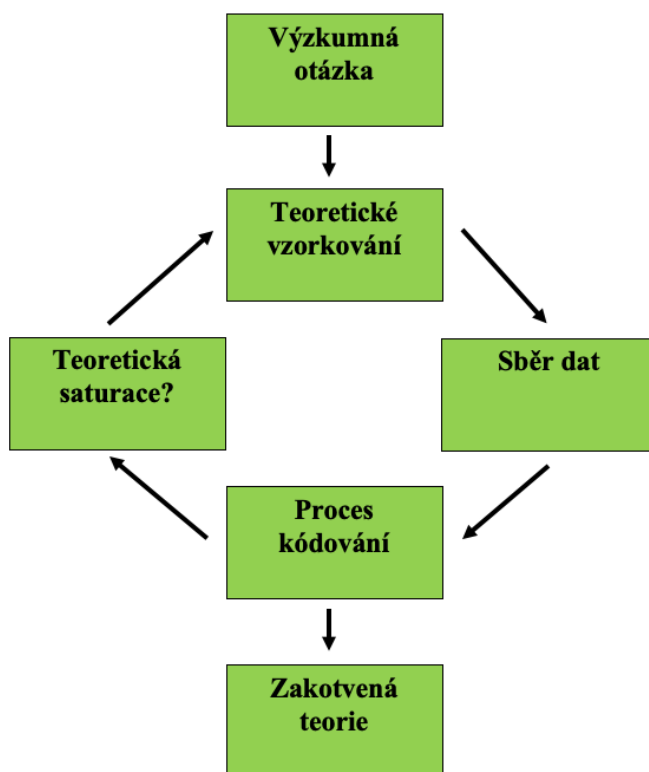 Výzkumná
otázka
Teoretické
vzorkování
Teoretická
saturace?
Sběr dat
Proces
kódování
Zakotvená
teorie